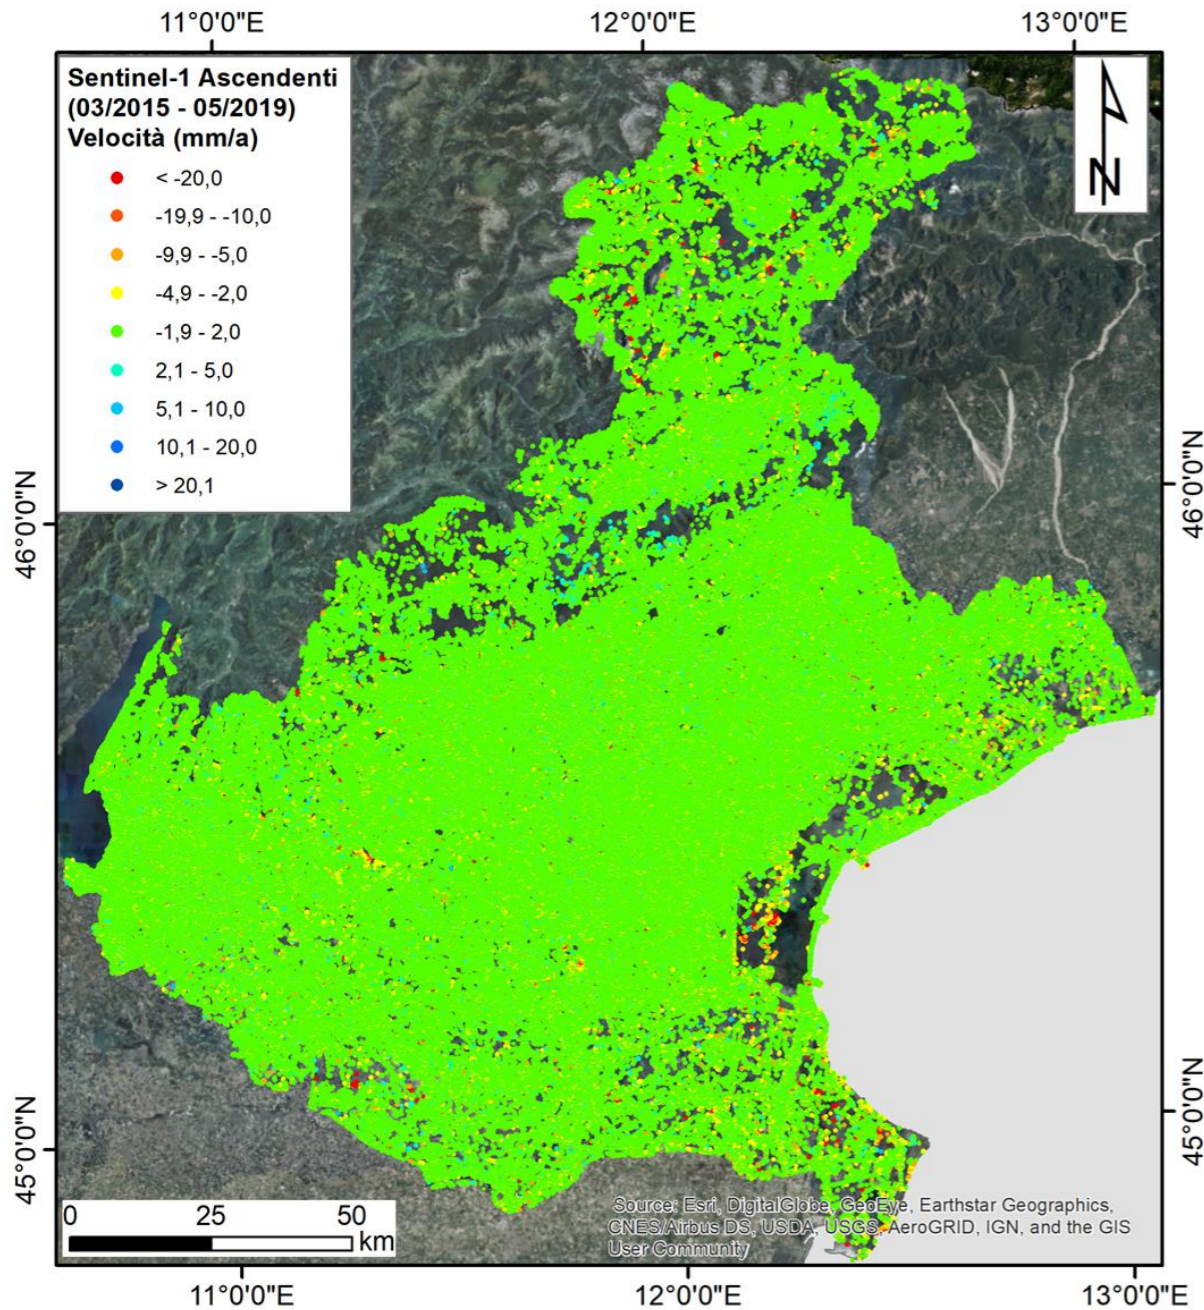 11°0'0"E
12°0'0"E
13°0'0"E
Sentinel-1 Ascendenti
(03/2015 - 05/2019)
Velocità (mm/a)
< -20,0
-19,9 - -10,0
-9,9 - -5,0
-4,9 - -2,0
-1,9 - 2,0
2,1 - 5,0
5,1 - 10,0
10,1 - 20,0
> 20,1
N
46°0'0"N
46°0'0"N
45°0'0"N
45°0'0"N
0 25 50
km
Source: Esri, DigitalGlobe, GeoEye, Earthstar Geographics,
CNES/Airbus DS, USDA, USGS, AeroGRID, IGN, and the GIS
User Community
11°0'0"E
12°0'0"E
13°0'0"E